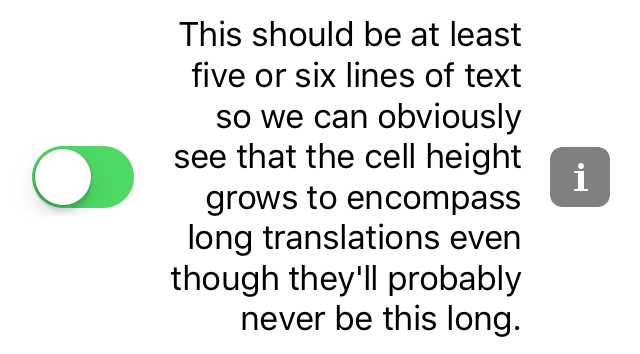 This should be at least
five or six lines of text
so we can obviously
see that the cell height
grows to encompass
long translations even
though they'll probably
never be this long.
i